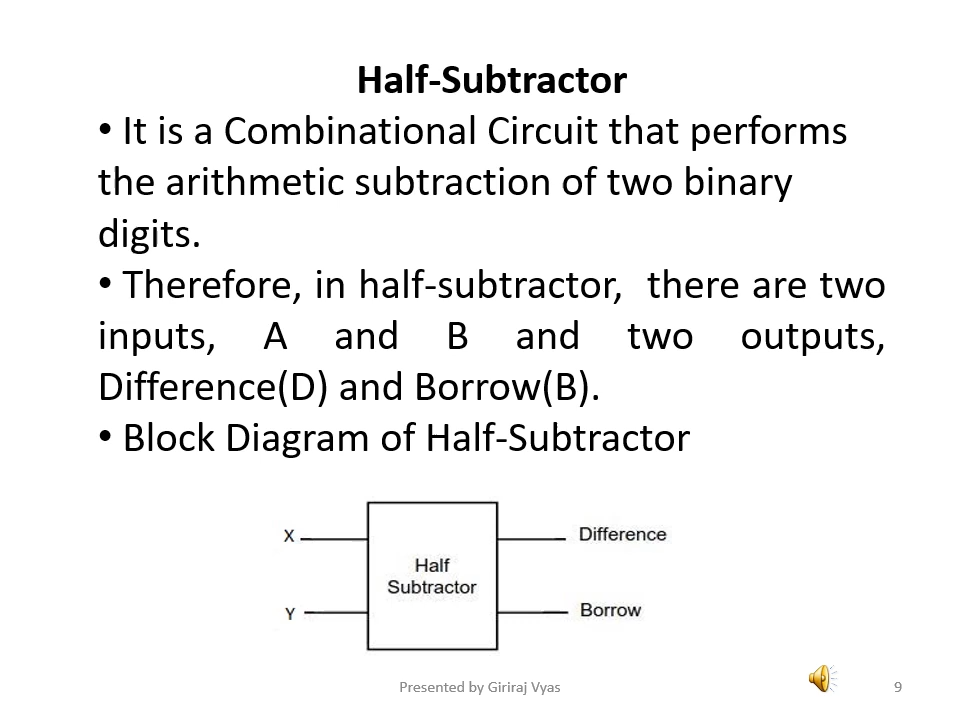 Half-Subtractor
• It is a Combinational Circuit that performs
the arithmetic subtraction of two binary
digits.
• Therefore, in half-subtractor,  there are two
inputs, A and B and two outputs,
Difference(D) and Borrow(B).
• Block Diagram of Half-Subtractor
X
Difference
Half
Subtractor
Y
Borrow
Presented by Giriraj Vyas
9